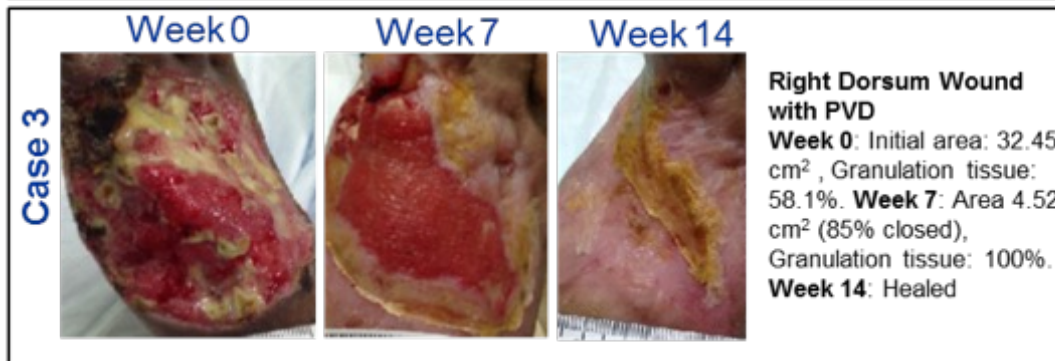 Week 0
Week 7
Week 14
Case 3
Right Dorsum Wound
with PVD
Week 0: Initial area: 32.45
cm², Granulation tissue:
58.1%. Week 7: Area 4.52
cm² (85% closed),
Granulation tissue: 100%.
Week 14: Healed